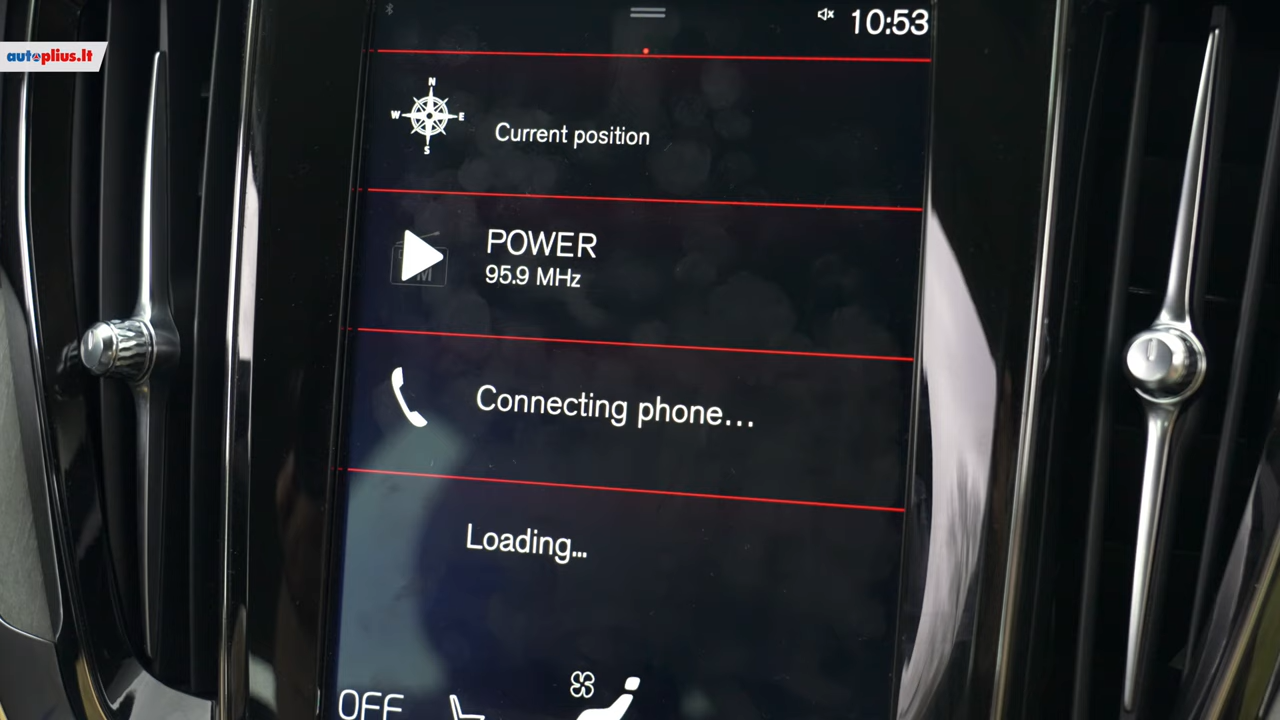 autoplius.lt
10:53
N
W E
S
Current position
POWER
95.9 MHz
Connecting phone...
Loading...
OFF